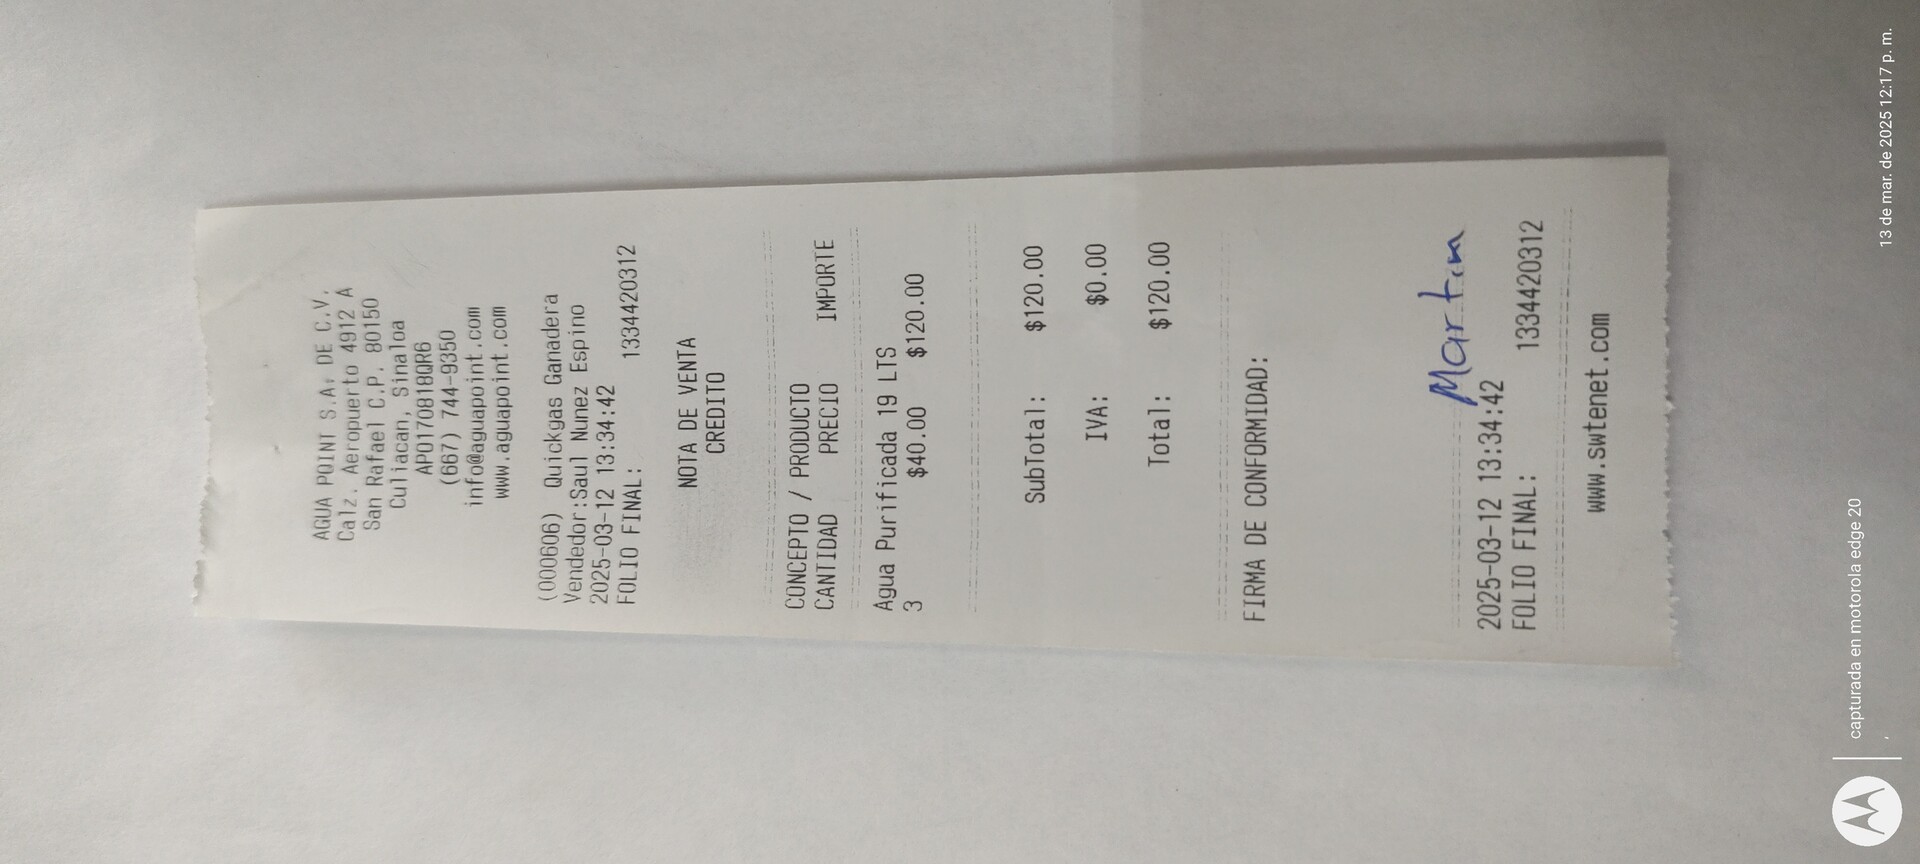 AGUA POINT S.A. DE C.V.
Calz. Aeropuerto 4912 A
San Rafael C.P. 80150
Culiacan, Sinaloa
APO170818QR6
(667) 744-9350
info@aguapoint.com
www.aguapoint.com
(000606) Quickgas Ganadera
Vendedor:Saul Nunez Espino
2025-03-12 13:34:42
FOLIO FINAL: 1334420312
NOTA DE VENTA
CREDITO
CONCEPTO / PRODUCTO
CANTIDAD PRECIO IMPORTE
Agua Purificada 19 LTS
3 $40.00 $120.00
SubTotal: $120.00
IVA: $0.00
Total: $120.00
FIRMA DE CONFORMIDAD:
Martin
2025-03-12 13:34:42
FOLIO FINAL: 1334420312
www.swtenet.com
capturada en motorola edge 20
13 de mar. de 2025 12:17 p. m.